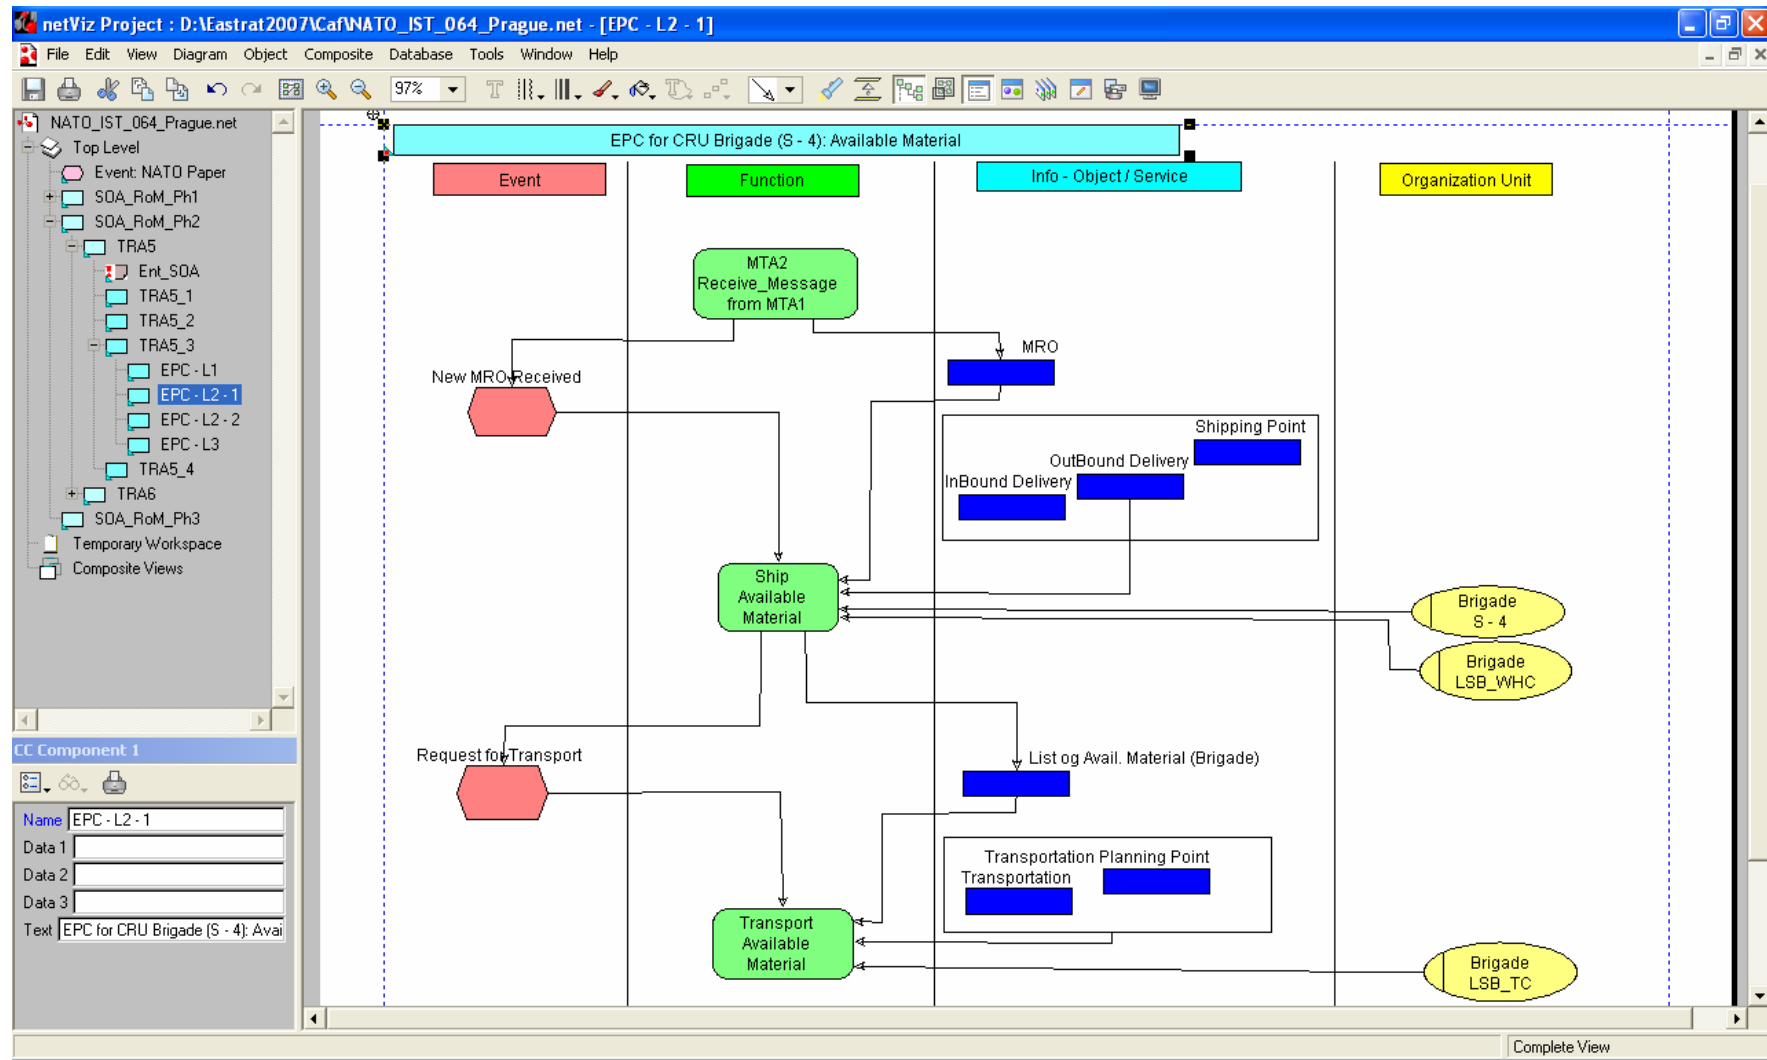 netViz Project : D:\Eastrat2007\Caf\NATO_IST_064_Prague.net - [EPC - L2 - 1]
File Edit View Diagram Object Composite Database Tools Window Help
97%
NATO_IST_064_Prague.net
Top Level
Event: NATO Paper
SOA_RoM_Ph1
SOA_RoM_Ph2
TRA5
Ent_SOA
TRA5_1
TRA5_2
TRA5_3
EPC - L1
EPC - L2 - 1
EPC - L2 - 2
EPC - L3
TRA5_4
TRA6
SOA_RoM_Ph3
Temporary Workspace
Composite Views
CC Component 1
Name EPC - L2 - 1
Data 1
Data 2
Data 3
Text EPC for CRU Brigade (S - 4): Avai
EPC for CRU Brigade (S - 4): Available Material
Event
Function
Info - Object / Service
Organization Unit
MTA2
Receive_Message
from MTA1
MRO
New MRO Received
Shipping Point
OutBound Delivery
InBound Delivery
Ship
Available
Material
Brigade
S - 4
Brigade
LSB_WHC
Request for Transport
List og Avail. Material (Brigade)
Transportation Planning Point
Transportation
Transport
Available
Material
Brigade
LSB_TC
Complete View